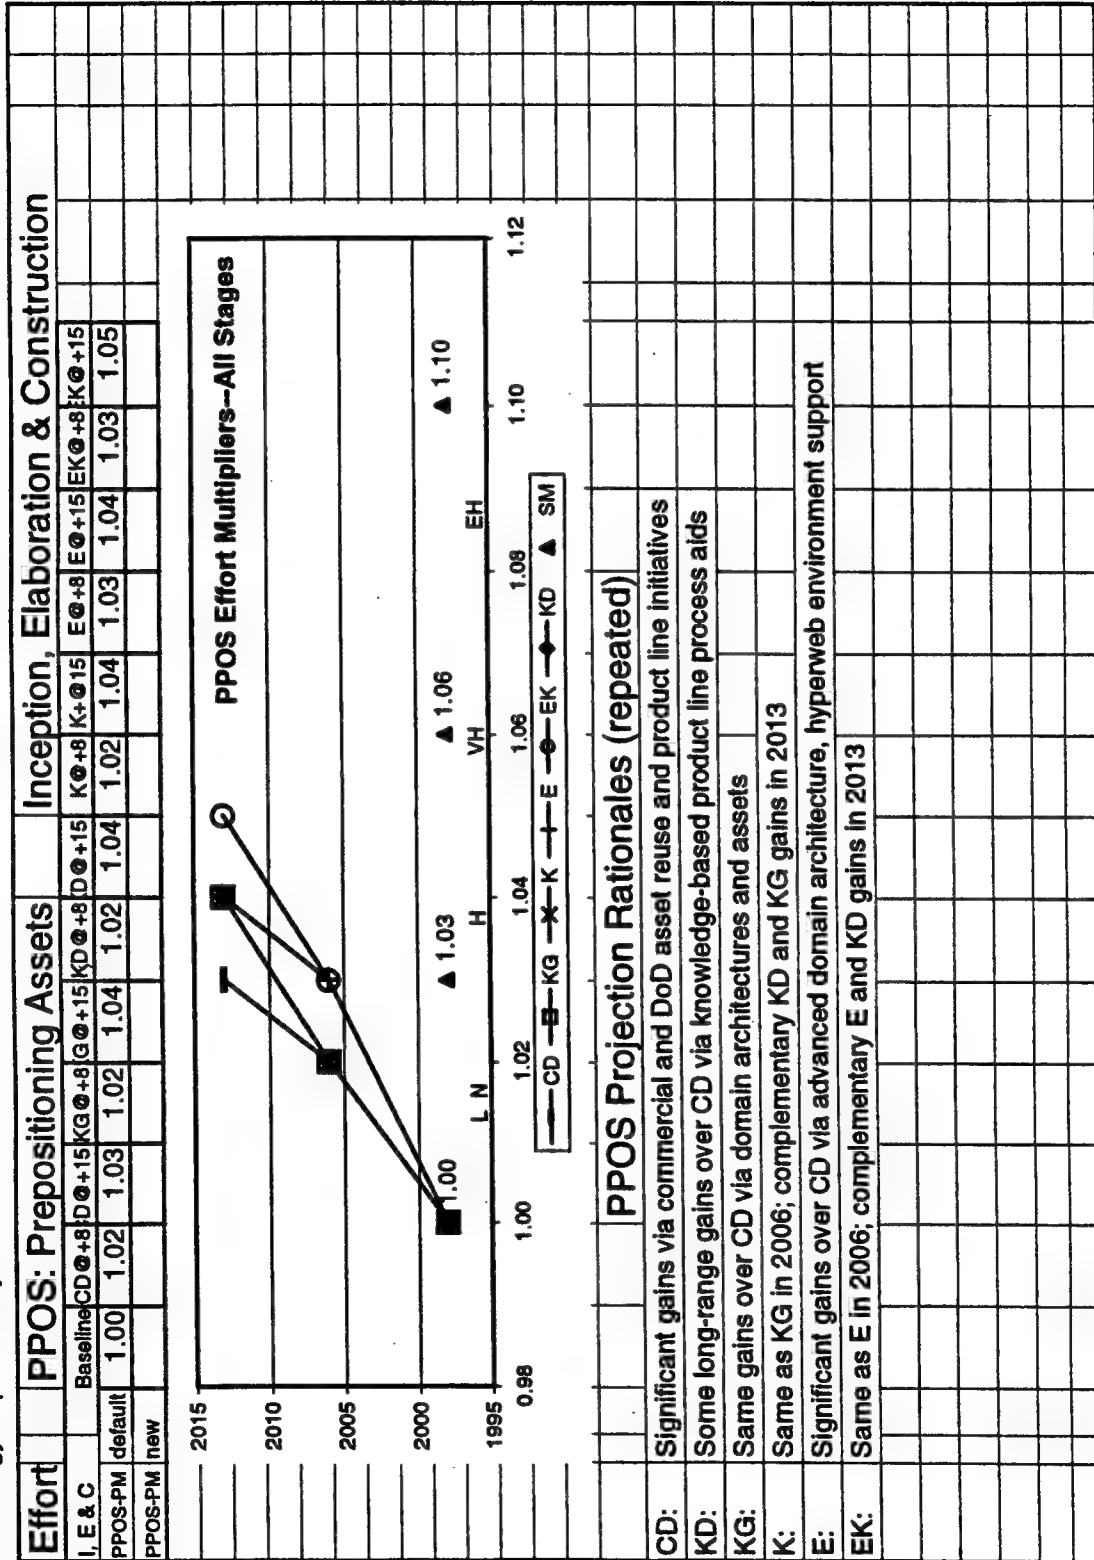 Effort PPOS: Prepositioning Assets Inception, Elaboration & Construction
I, E & C Baseline CD@+8 CD@+15 KG@+8 KG@+15 KD@+8 KD@+15 K@+8 K+@15 E@+8 E@+15 EK@+8 EK@+15
PPOS-PM default 1.00 1.02 1.03 1.02 1.04 1.02 1.04 1.02 1.04 1.03 1.04 1.03 1.05
PPOS-PM new
PPOS Effort Multipliers--All Stages
2015
2010
2005
2000
1995
1.00 1.03 1.06 1.10
L N H VH EH
0.98 1.00 1.02 1.04 1.06 1.08 1.10 1.12
CD KG K E EK KD SM
PPOS Projection Rationales (repeated)
CD: Significant gains via commercial and DoD asset reuse and product line initiatives
KD: Some long-range gains over CD via knowledge-based product line process aids
KG: Same gains over CD via domain architectures and assets
K: Same as KG in 2006; complementary KD and KG gains in 2013
E: Significant gains over CD via advanced domain architecture, hyperweb environment support
EK: Same as E in 2006; complementary E and KD gains in 2013